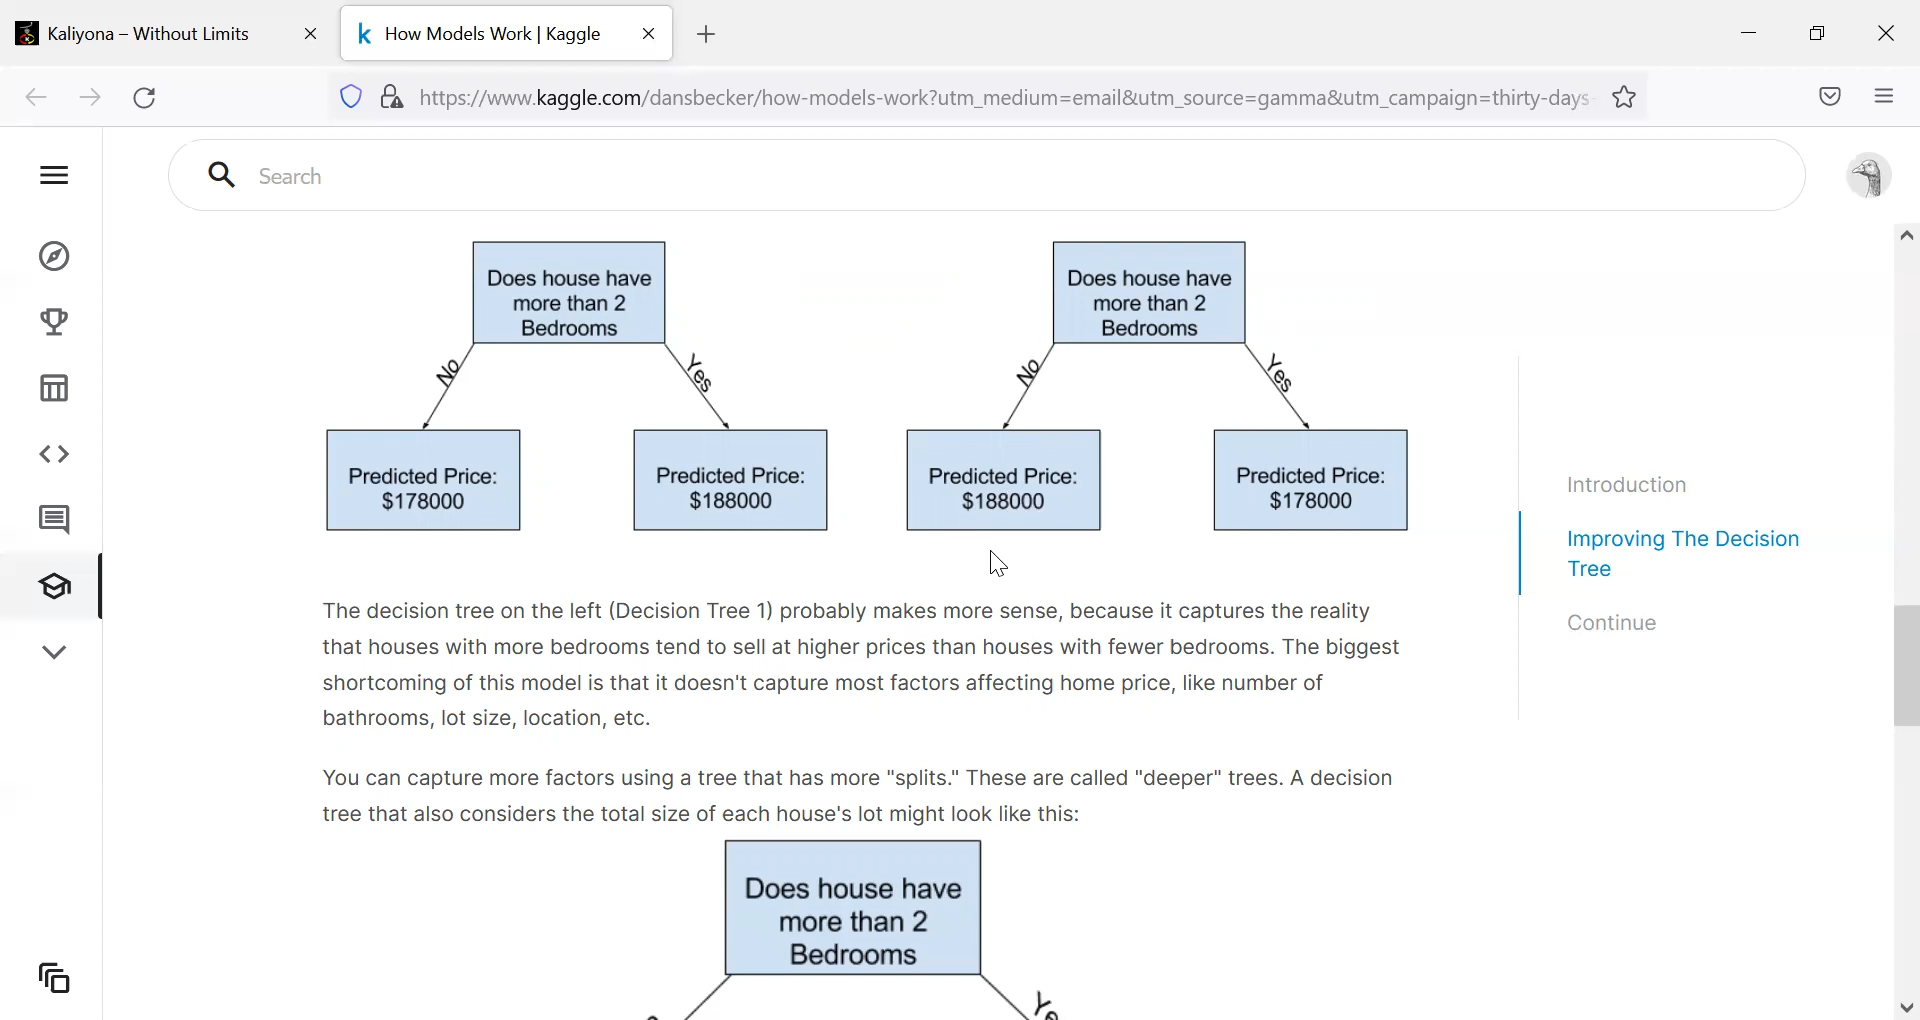 Kaliyona – Without Limits
How Models Work | Kaggle
https://www.kaggle.com/dansbecker/how-models-work?utm_medium=email&utm_source=gamma&utm_campaign=thirty-days-
Search
Does house have
more than 2
Bedrooms
No
Yes
Predicted Price:
$178000
Predicted Price:
$188000
Does house have
more than 2
Bedrooms
No
Yes
Predicted Price:
$188000
Predicted Price:
$178000
The decision tree on the left (Decision Tree 1) probably makes more sense, because it captures the reality
that houses with more bedrooms tend to sell at higher prices than houses with fewer bedrooms. The biggest
shortcoming of this model is that it doesn't capture most factors affecting home price, like number of
bathrooms, lot size, location, etc.
You can capture more factors using a tree that has more "splits." These are called "deeper" trees. A decision
tree that also considers the total size of each house's lot might look like this:
Does house have
more than 2
Bedrooms
Introduction
Improving The Decision
Tree
Continue